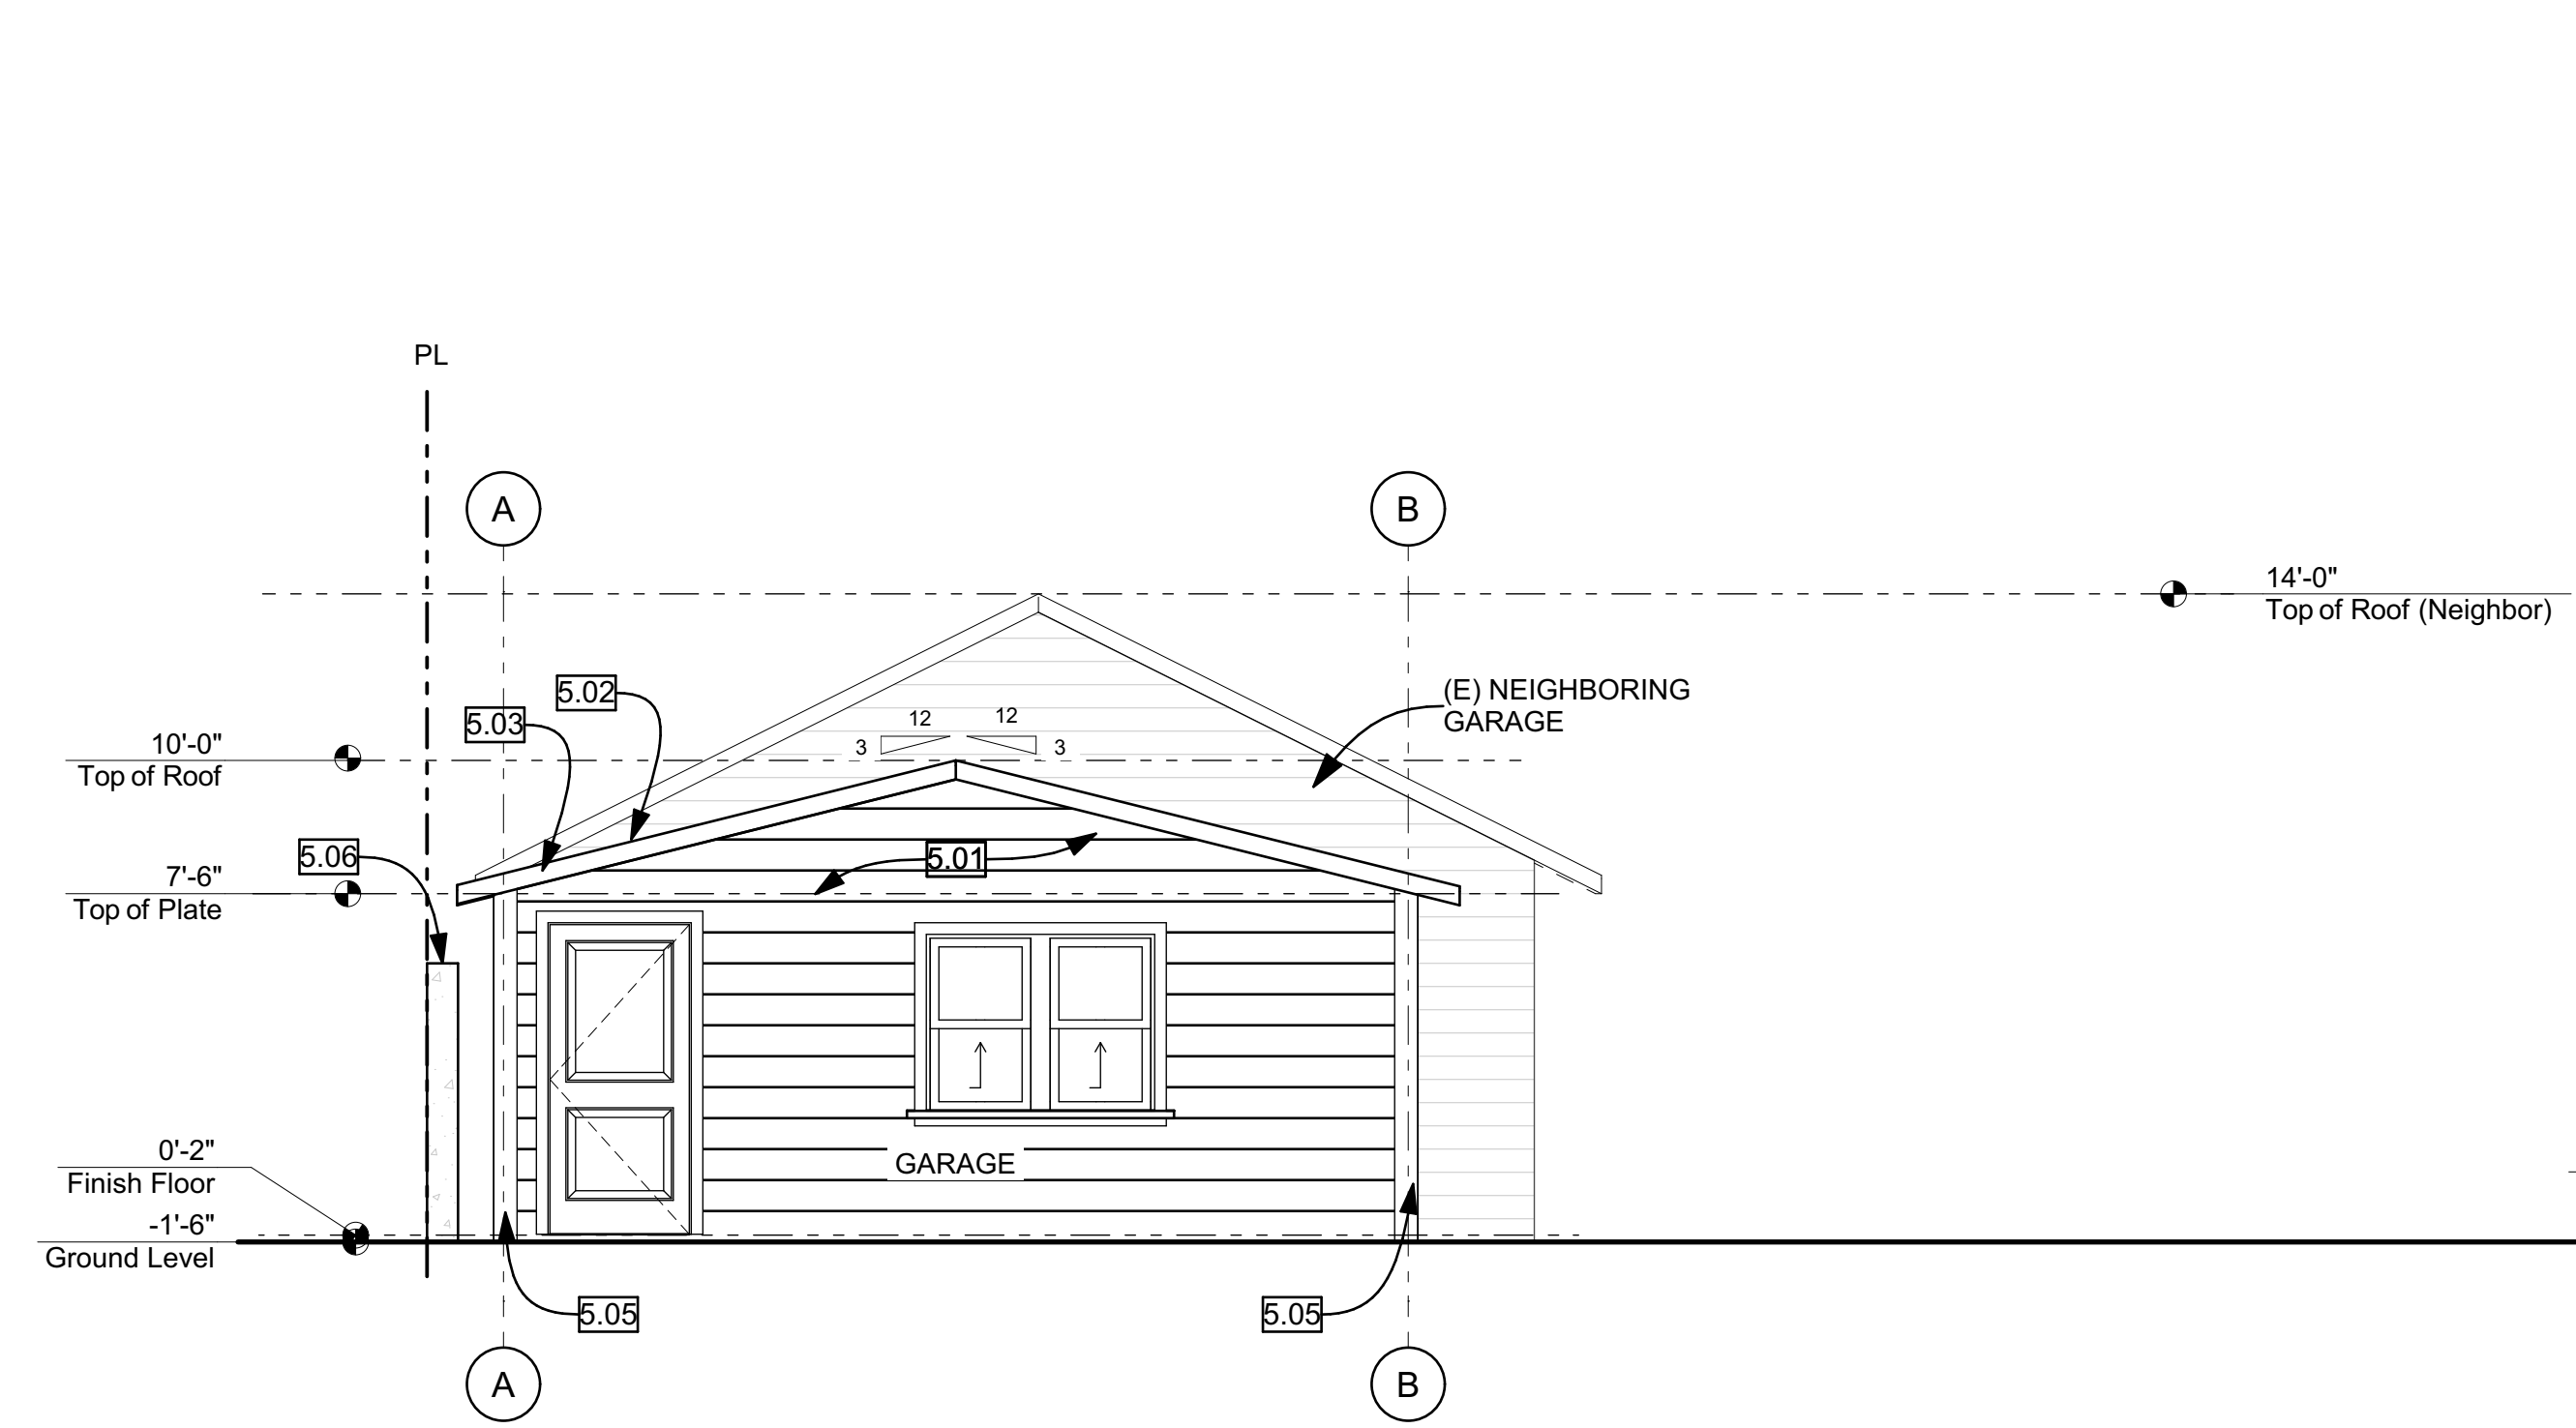 PL
A
B
14'-0"
Top of Roof (Neighbor)
5.02
(E) NEIGHBORING
GARAGE
5.03
12
12
3
3
10'-0"
Top of Roof
5.06
5.01
7'-6"
Top of Plate
0'-2"
Finish Floor
GARAGE
-1'-6"
Ground Level
5.05
5.05
A
B